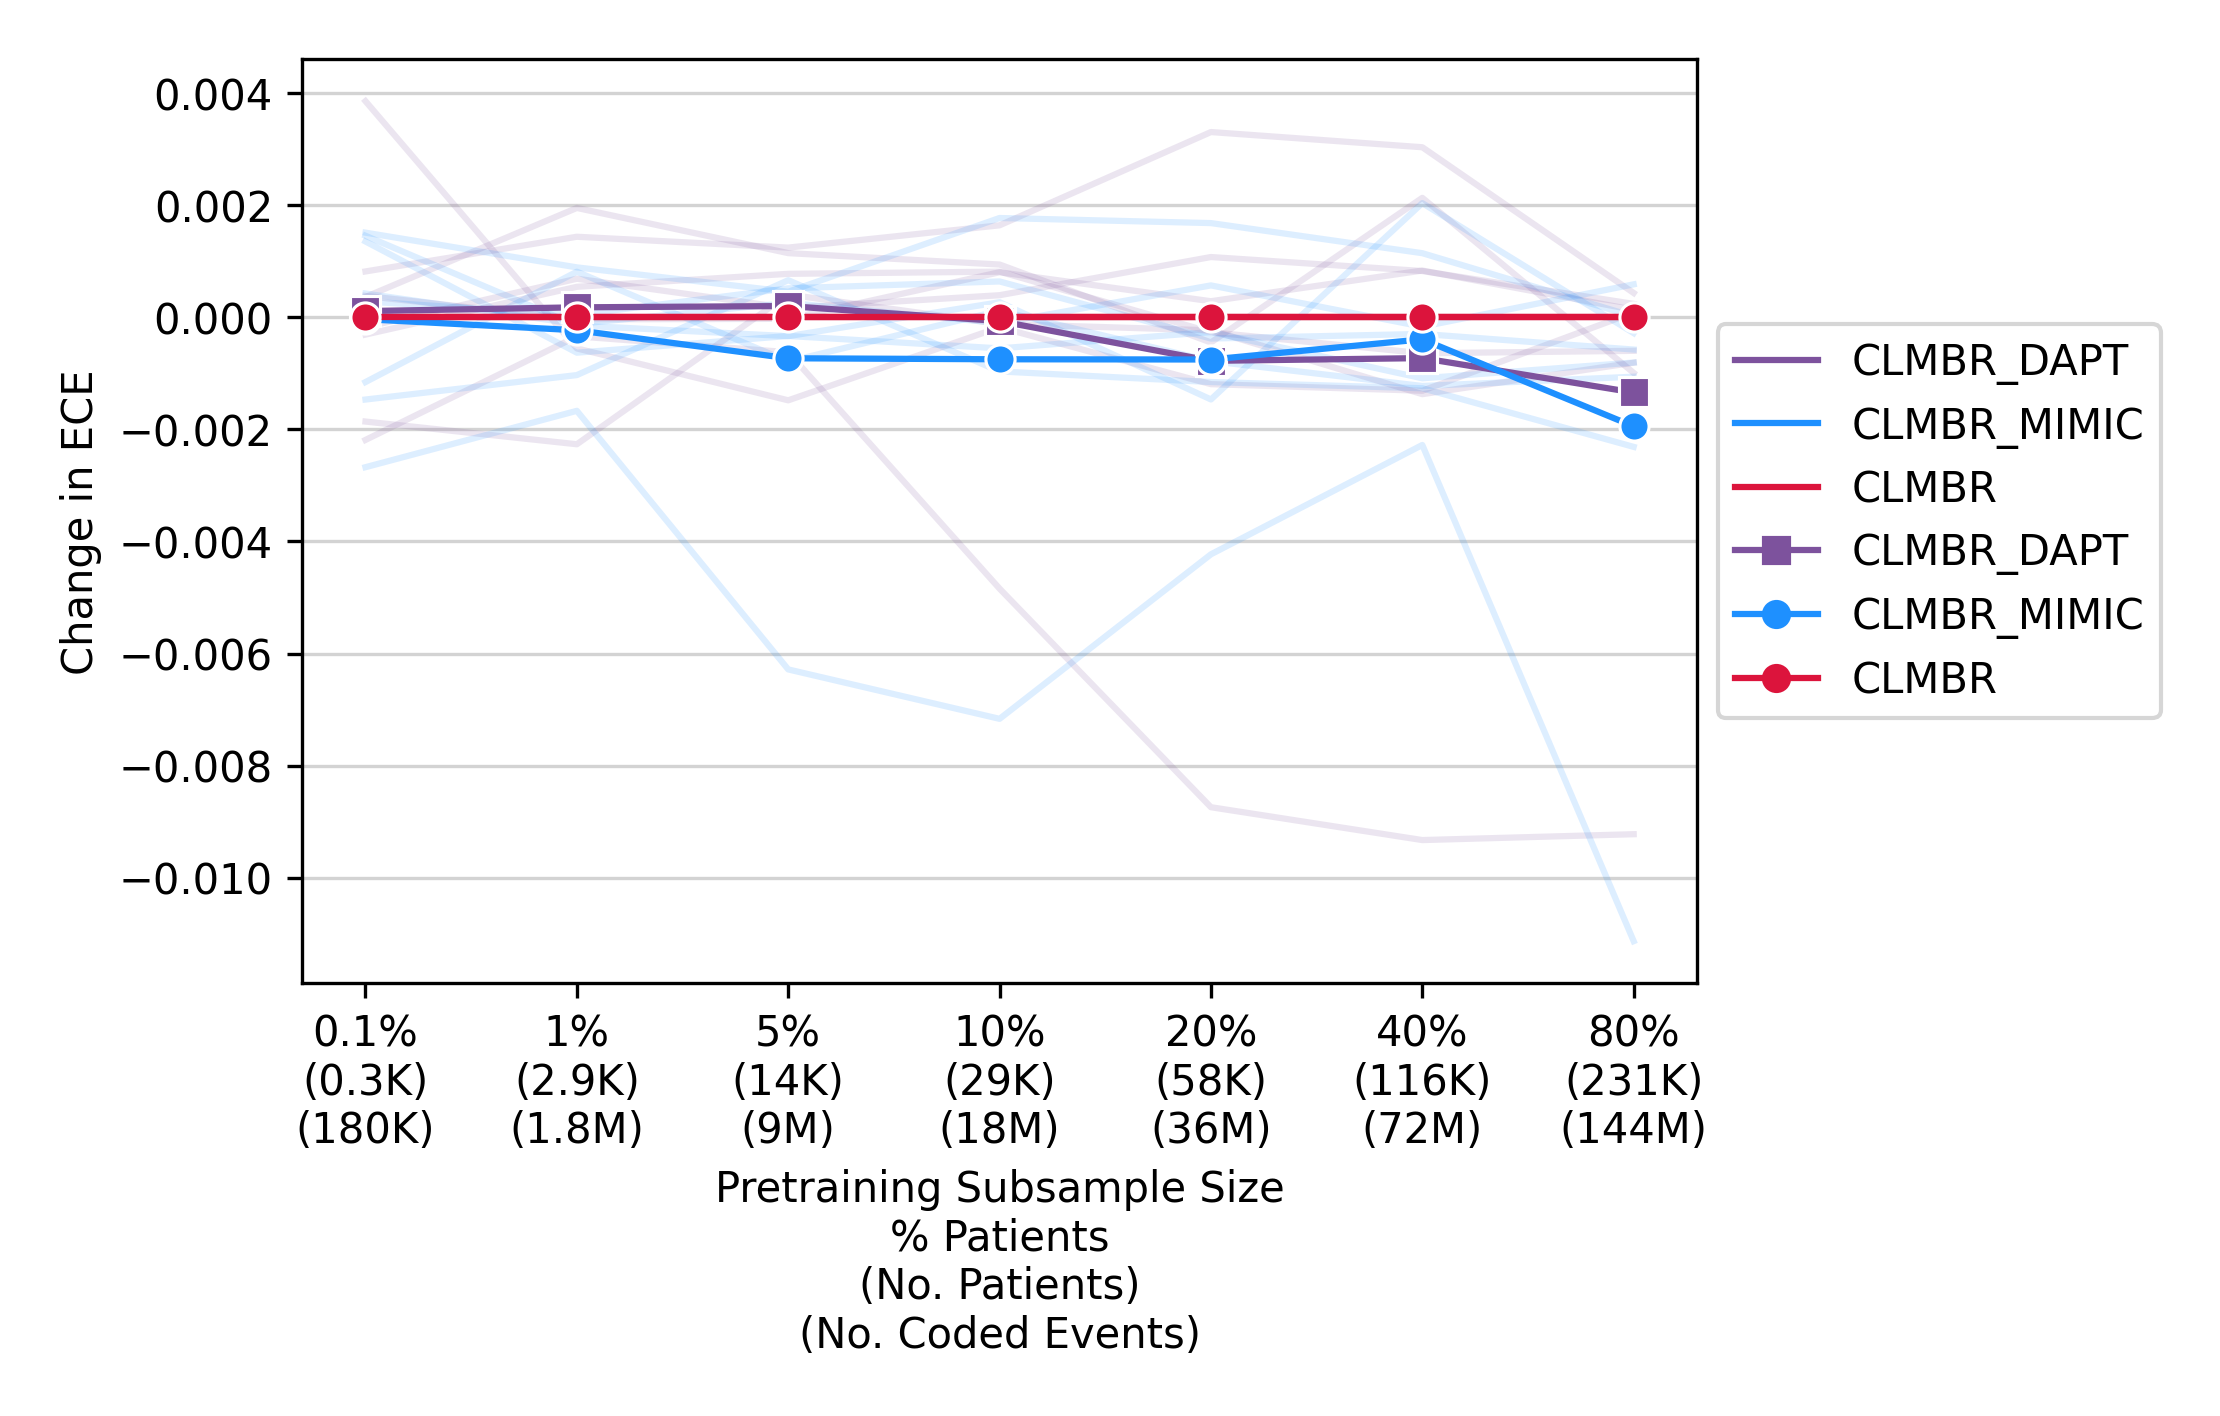 0.004
0.002
0.000
−0.002
−0.004
−0.006
−0.008
−0.010
Change in ECE
0.1% 1% 5% 10% 20% 40% 80%
(0.3K) (2.9K) (14K) (29K) (58K) (116K) (231K)
(180K) (1.8M) (9M) (18M) (36M) (72M) (144M)
Pretraining Subsample Size
% Patients
(No. Patients)
(No. Coded Events)
CLMBR_DAPT
CLMBR_MIMIC
CLMBR
CLMBR_DAPT
CLMBR_MIMIC
CLMBR